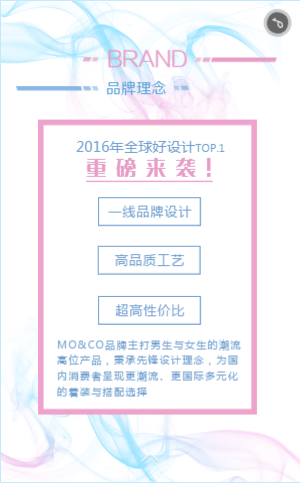 BRAND
品牌理念
2016年全球好设计TOP.1
重磅来袭！
一线品牌设计
高品质工艺
超高性价比
MO&CO品牌主打男生与女生的潮流
高位产品，秉承先锋设计理念，为国
内消费者呈现更潮流、更国际多元化
的着装与搭配选择